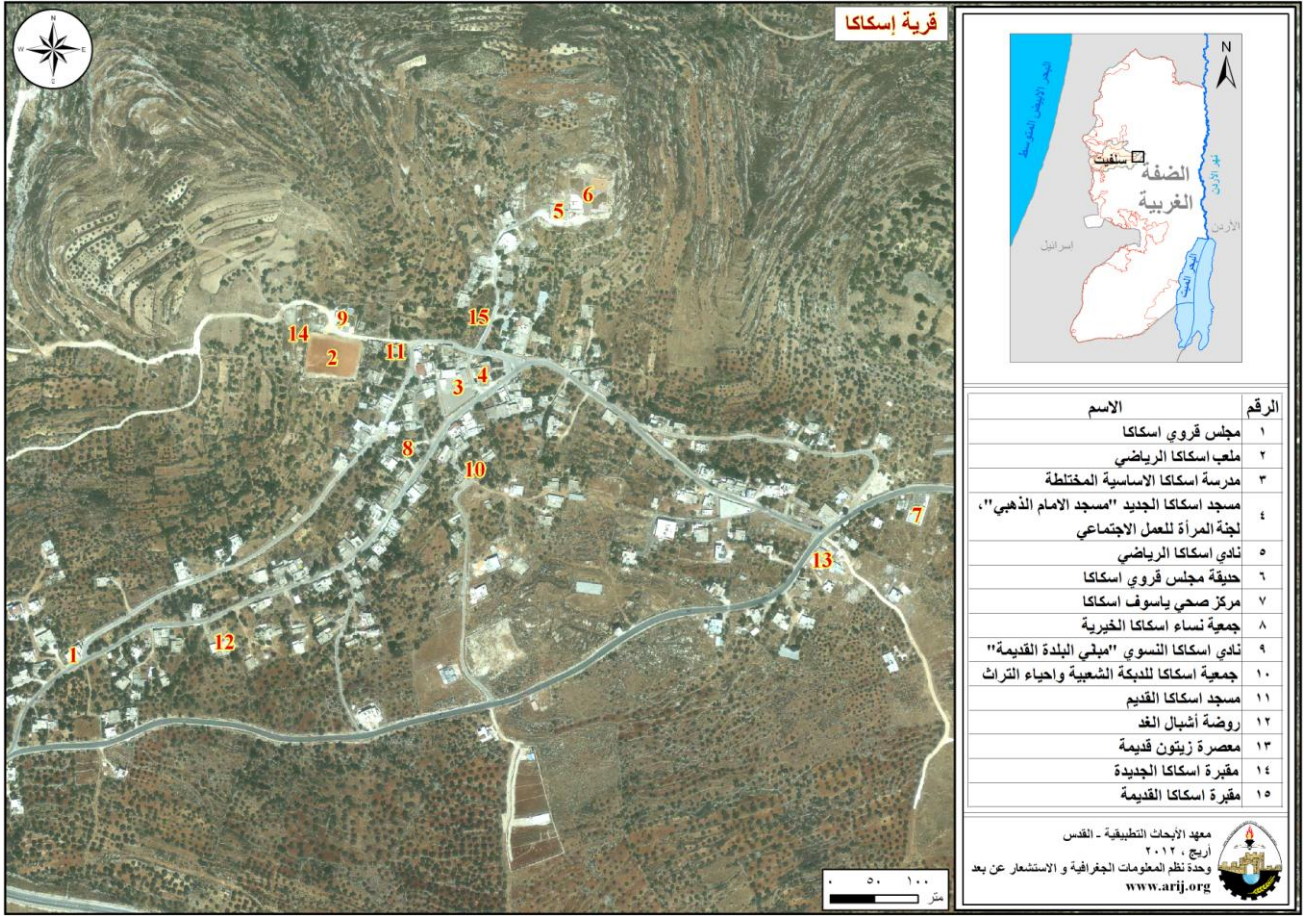 قرية إسكاكا
N
W
E
S
6
5
9
15
14
2
11
4
3
8
10
7
13
12
1
٠ ٥٠ ١٠٠
متر
N
البحر الابيض المتوسط
سلفيت
الضفة
الغربية
نهر الأردن
الأردن
إسرائيل
البحر الميت
الرقم الاسم
١ مجلس قروي اسكاكا
٢ ملعب اسكاكا الرياضي
٣ مدرسة اسكاكا الاساسية المختلطة
٤ مسجد اسكاكا الجديد "مسجد الامام الذهبي"،
لجنة المرأة للعمل الاجتماعي
٥ نادي اسكاكا الرياضي
٦ حديقة مجلس قروي اسكاكا
٧ مركز صحي ياسوف اسكاكا
٨ جمعية نساء اسكاكا الخيرية
٩ نادي اسكاكا النسوي "مباني البلدة القديمة"
١٠ جمعية اسكاكا للدبكة الشعبية واحياء التراث
١١ مسجد اسكاكا القديم
١٢ روضة أشبال الغد
١٣ معصرة زيتون قديمة
١٤ مقبرة اسكاكا الجديدة
١٥ مقبرة اسكاكا القديمة
معهد الأبحاث التطبيقية - القدس
أريج ، ٢٠١٢
وحدة نظم المعلومات الجغرافية و الاستشعار عن بعد
www.arij.org